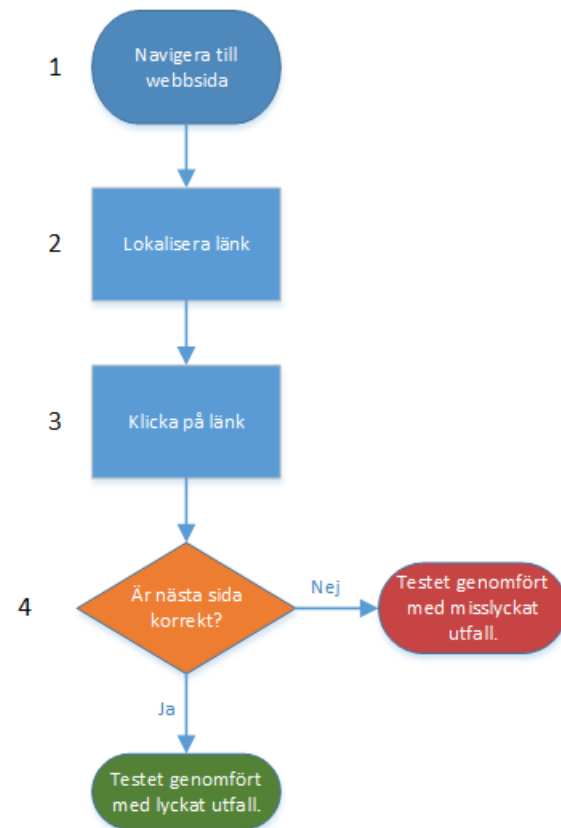 1
Navigera till
webbsida
2
Lokalisera länk
3
Klicka på länk
4
Är nästa sida
korrekt?
Nej
Testet genomfört
med misslyckat
utfall.
Ja
Testet genomfört
med lyckat utfall.